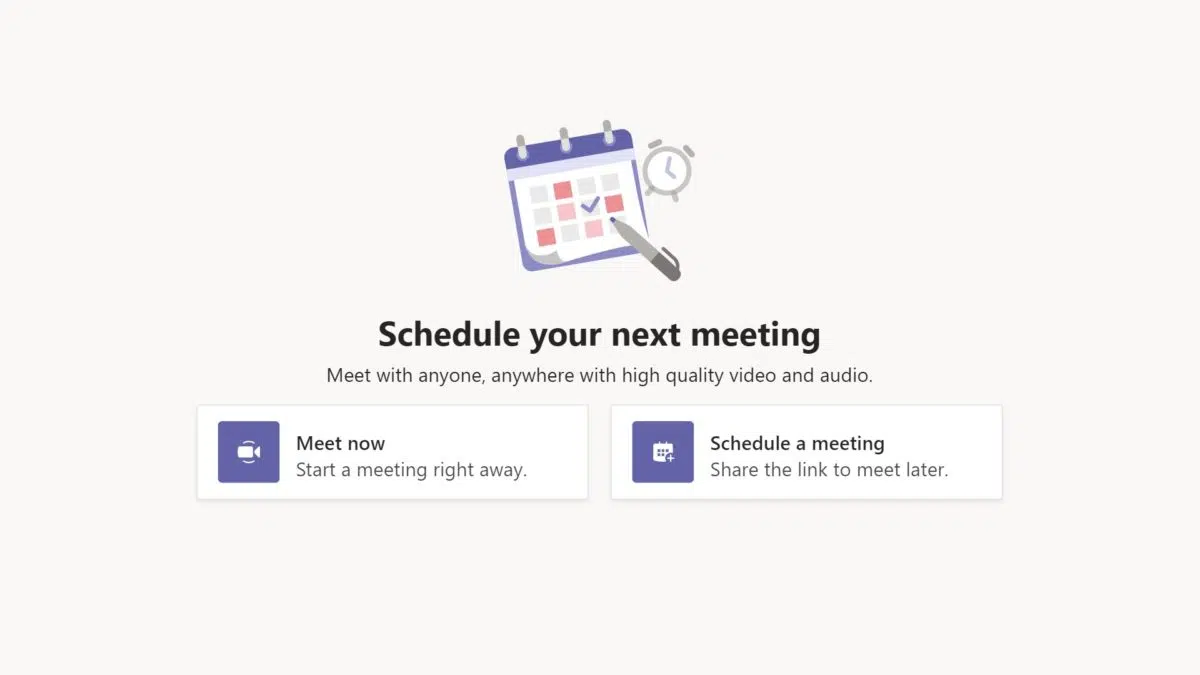 Schedule your next meeting
Meet with anyone, anywhere with high quality video and audio.
Meet now
Start a meeting right away.
Schedule a meeting
Share the link to meet later.